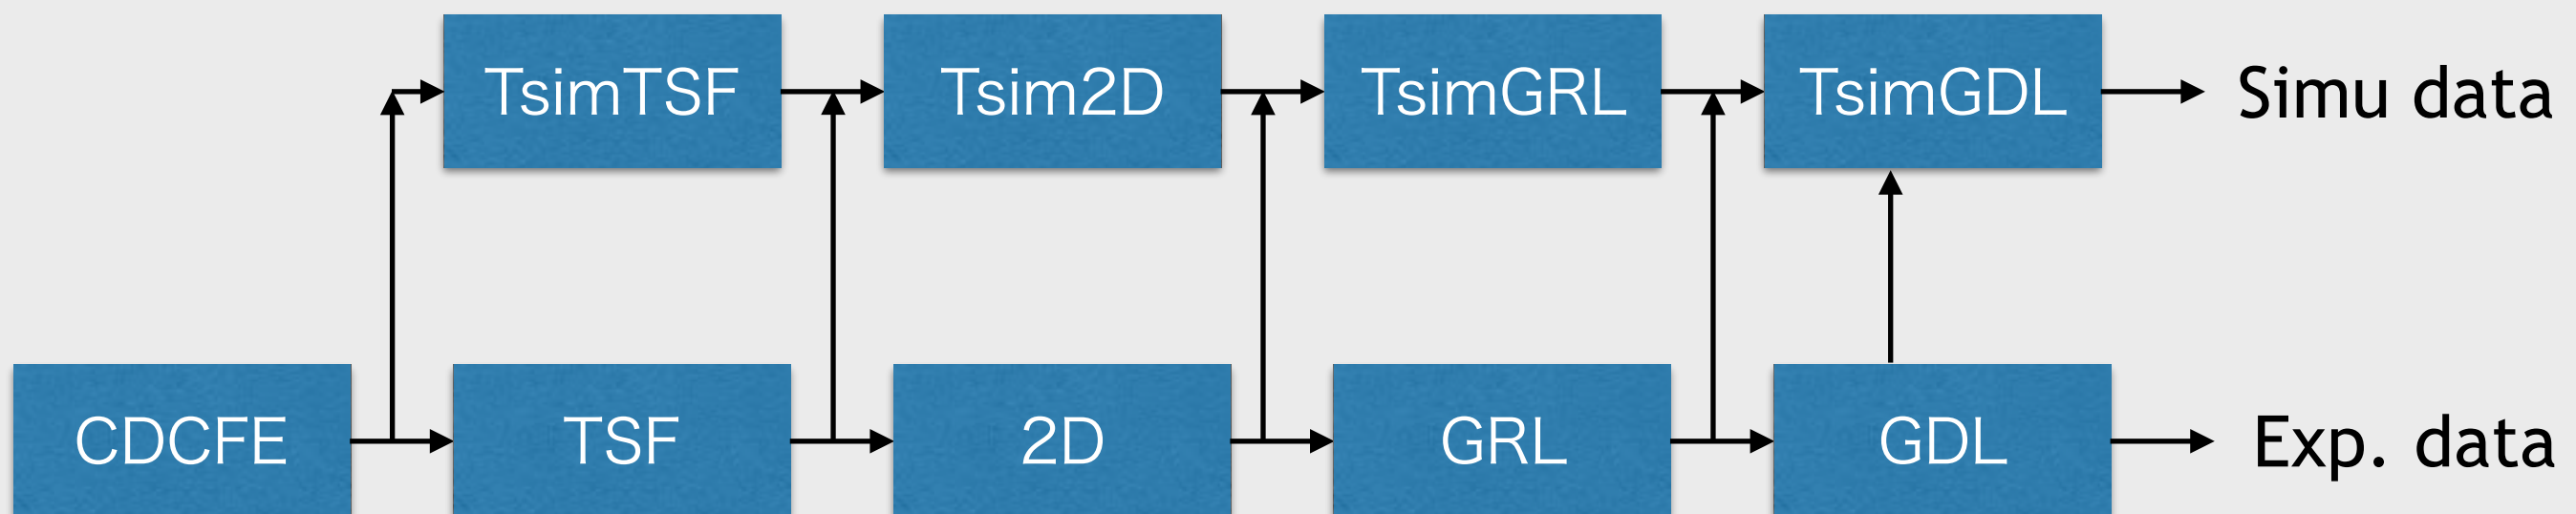 TsimTSF
Tsim2D
TsimGRL
TsimGDL
Simu data
CDCFE
TSF
2D
GRL
GDL
Exp. data